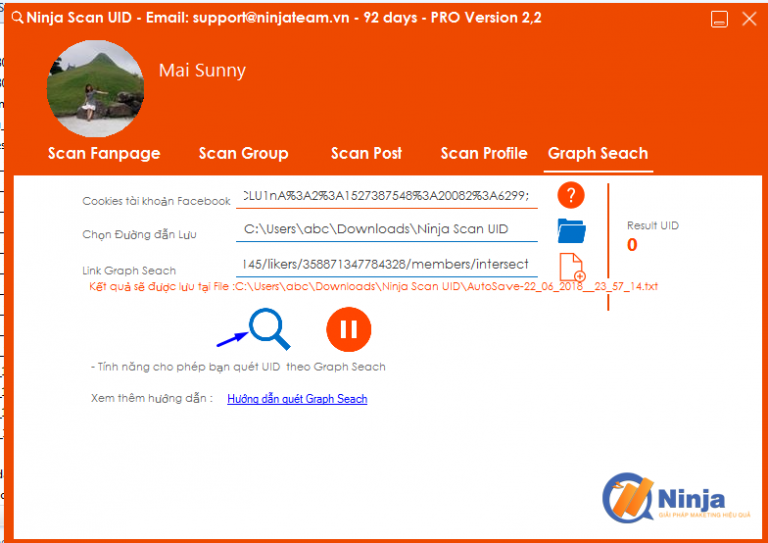 Ninja Scan UID - Email: support@ninjateam.vn - 92 days - PRO Version 2,2
Mai Sunny
Scan Fanpage Scan Group Scan Post Scan Profile Graph Seach
Cookies tài khoản Facebook CLU1nA%3A2%3A1527387548%3A20082%3A6299;
?
Chọn Đường dẫn Lưu C:\Users\abc\Downloads\Ninja Scan UID
Result UID
0
Link Graph Seach 145/likers/358871347784328/members/intersect
Kết quả sẽ được lưu tại File :C:\Users\abc\Downloads\Ninja Scan UID\AutoSave-22_06_2018__23_57_14.txt
- Tính năng cho phép bạn quét UID theo Graph Seach
Xem thêm hướng dẫn : Hướng dẫn quét Graph Seach
Ninja
GIẢI PHÁP MARKETING HIỆU QUẢ